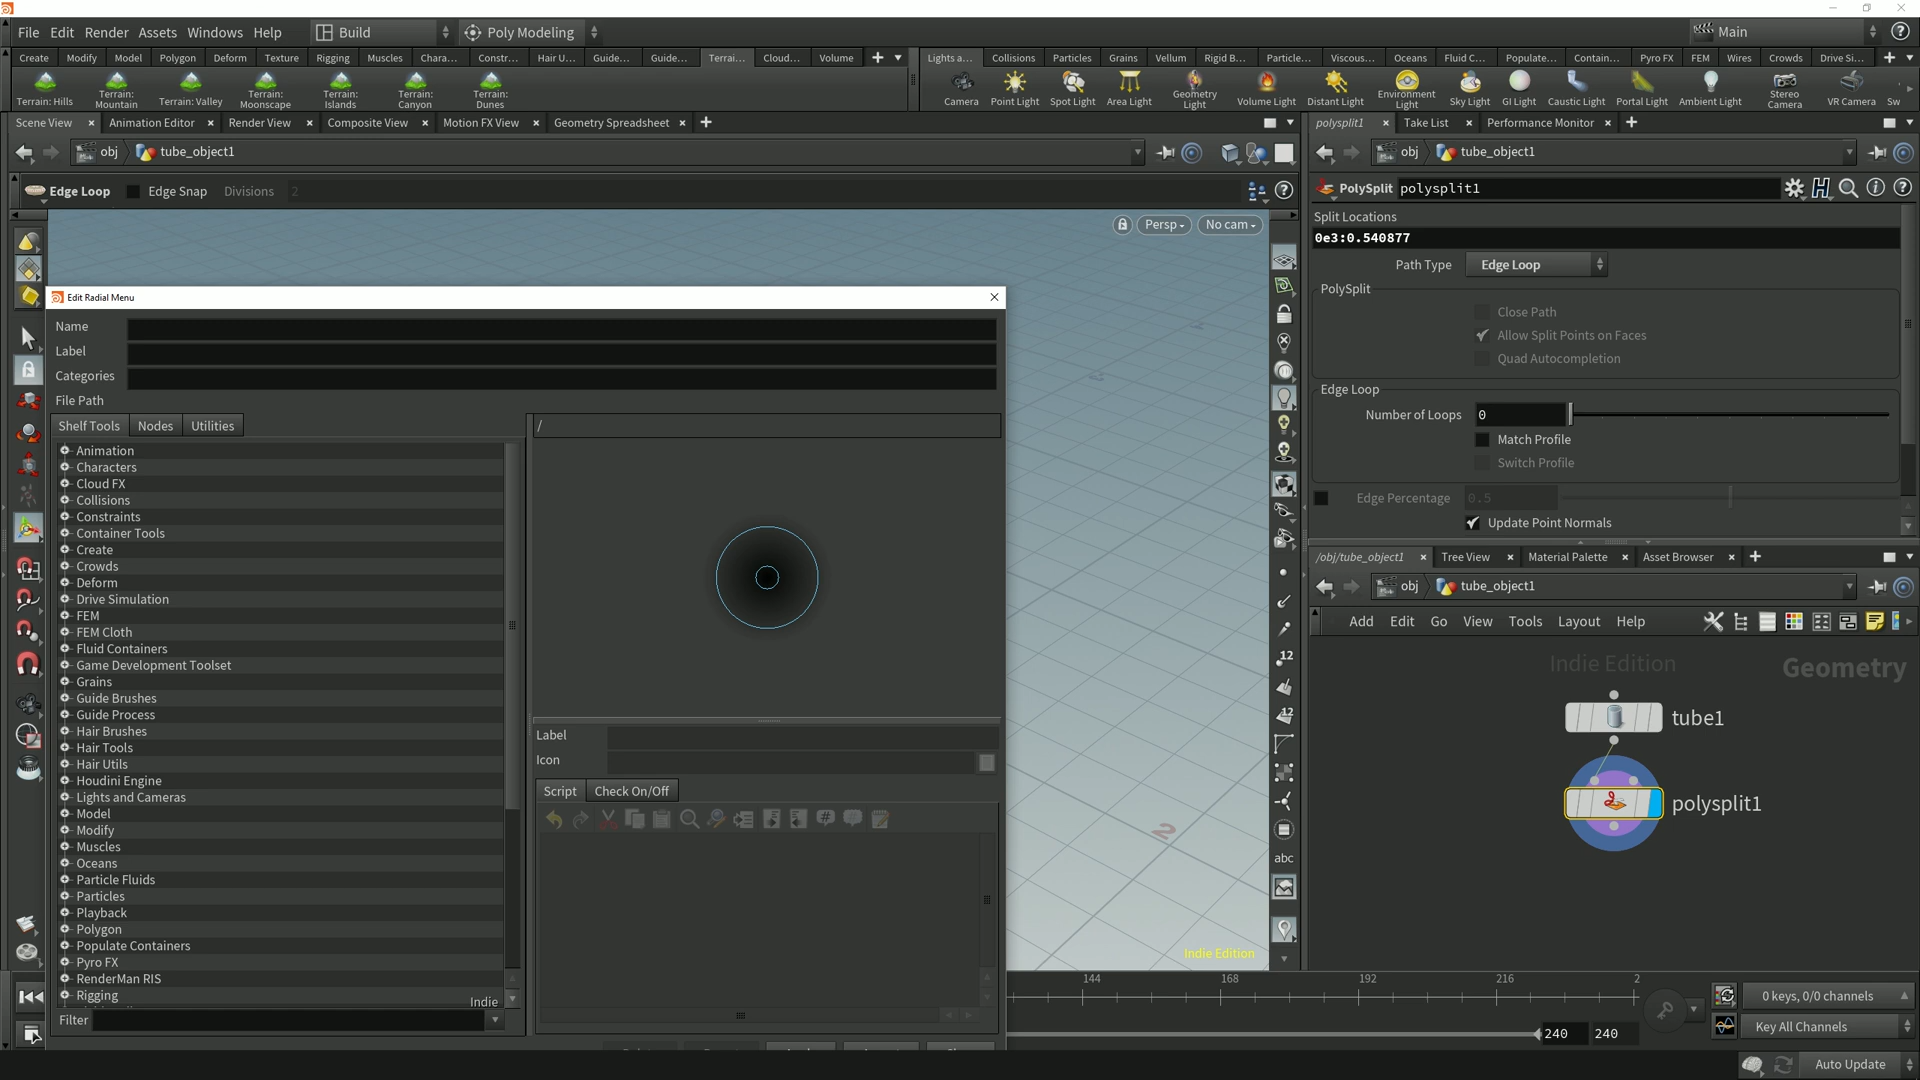 File Edit Render Assets Windows Help Build Poly Modeling Main
Create Modify Model Polygon Deform Texture Rigging Muscles Chara... Constr... Hair U... Guide... Guide... Terrai... Cloud... Volume
Lights a... Collisions Particles Grains Vellum Rigid B... Particle... Viscous... Oceans Fluid C... Populate... Contain... Pyro FX FEM Wires Crowds Drive Si...
Terrain: Hills Terrain: Mountain Terrain: Valley Terrain: Moonscape Terrain: Islands Terrain: Canyon Terrain: Dunes
Camera Point Light Spot Light Area Light Geometry Light Volume Light Distant Light Environment Light Sky Light GI Light Caustic Light Portal Light Ambient Light Stereo Camera VR Camera Sw
Scene View Animation Editor Render View Composite View Motion FX View Geometry Spreadsheet
obj tube_object1
Edge Loop Edge Snap Divisions 2
Persp No cam
Edit Radial Menu
Name
Label
Categories
File Path
Shelf Tools Nodes Utilities
/
Animation
Characters
Cloud FX
Collisions
Constraints
Container Tools
Create
Crowds
Deform
Drive Simulation
FEM
FEM Cloth
Fluid Containers
Game Development Toolset
Grains
Guide Brushes
Guide Process
Hair Brushes
Hair Tools
Hair Utils
Houdini Engine
Lights and Cameras
Model
Modify
Muscles
Oceans
Particle Fluids
Particles
Playback
Polygon
Populate Containers
Pyro FX
RenderMan RIS
Rigging
Indie
Filter
Label
Icon
Script Check On/Off
2
Indie Edition
12
12
abc
144 168 192 216 2
240 240
polysplit1 Take List Performance Monitor
obj tube_object1
PolySplit polysplit1
Split Locations
0e3:0.540877
Path Type Edge Loop
PolySplit
Close Path
Allow Split Points on Faces
Quad Autocompletion
Edge Loop
Number of Loops 0
Match Profile
Switch Profile
Edge Percentage 0.5
Update Point Normals
/obj/tube_object1 Tree View Material Palette Asset Browser
obj tube_object1
Add Edit Go View Tools Layout Help
Indie Edition Geometry
tube1
polysplit1
0 keys, 0/0 channels
Key All Channels
Auto Update